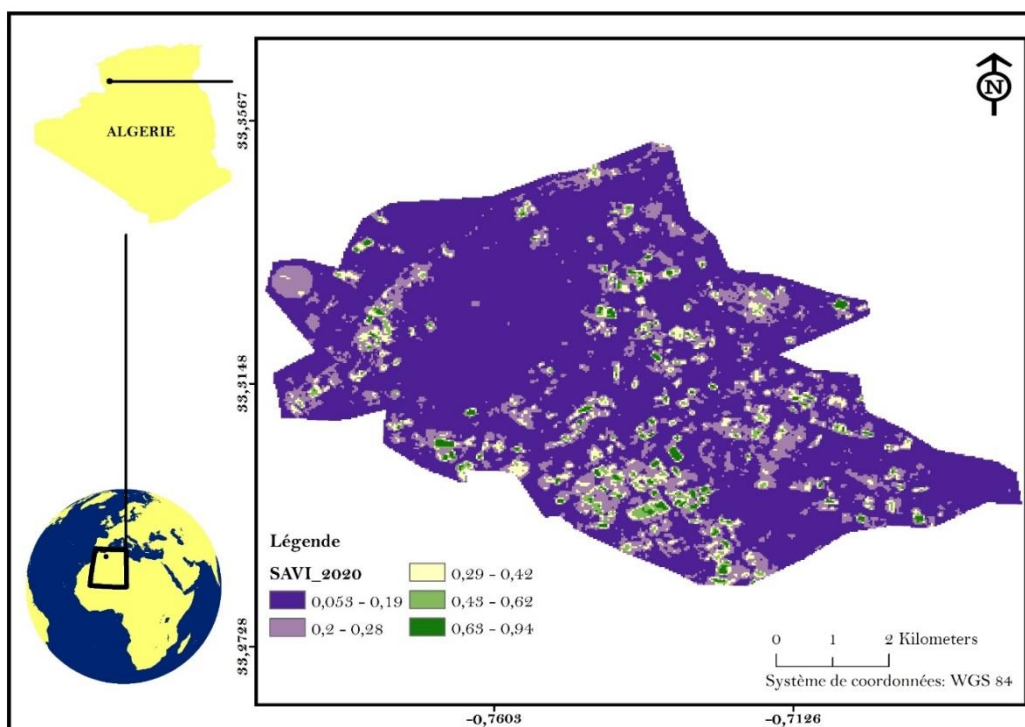 ALGERIE
N
33,3567
33,3148
33,2728
Légende
SAVI_2020
0,053 - 0,19
0,2 - 0,28
0,29 - 0,42
0,43 - 0,62
0,63 - 0,94
0 1 2 Kilometers
Système de coordonnées: WGS 84
-0,7603 -0,7126